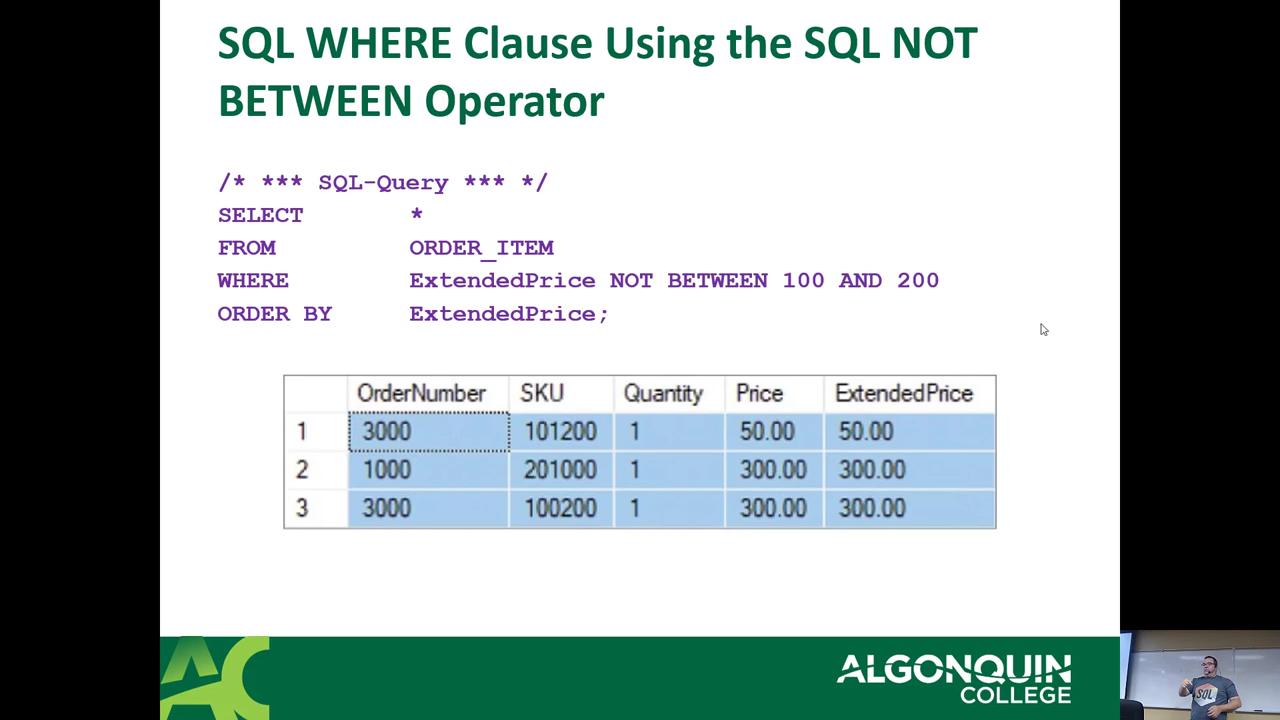 SQL WHERE Clause Using the SQL NOT
BETWEEN Operator
/* *** SQL-Query *** */
SELECT *
FROM ORDER_ITEM
WHERE ExtendedPrice NOT BETWEEN 100 AND 200
ORDER BY ExtendedPrice;
OrderNumber SKU Quantity Price ExtendedPrice
1 3000 101200 1 50.00 50.00
2 1000 201000 1 300.00 300.00
3 3000 100200 1 300.00 300.00
AC
ALGONQUIN
COLLEGE
SQL